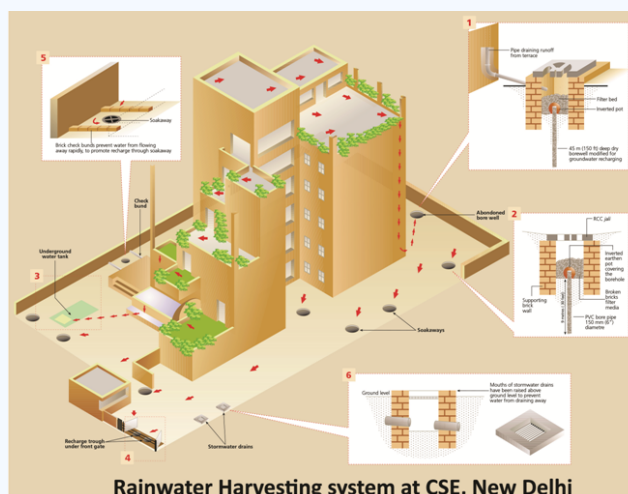 1
Pipe draining runoff
from terrace
Filter bed
Inverted pot
45 m (150 ft) deep dry
borewell modified for
groundwater recharging
5
Soakaway
Brick check bunds prevent water from flowing
away rapidly, to promote recharge through soakaway
Abandoned
bore well
2
RCC jali
Inverted
earthen
pot
covering
the
borehole
Broken
bricks
filter
media
Supporting
brick
wall
PVC bore pipe
150 mm (6")
diametre
Check
bund
Underground
water tank
3
Soakaways
6
Ground level
Mouths of stormwater drains
have been raised above
ground level to prevent
water from draining away
Recharge trough
under front gate
4
Stormwater drains
Rainwater Harvesting system at CSE, New Delhi